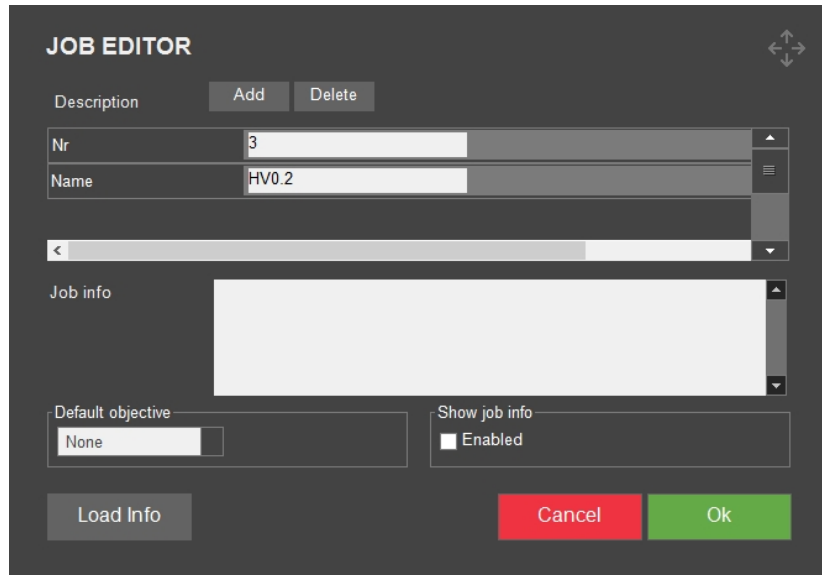 JOB EDITOR
Description Add Delete
Nr 3
Name HV0.2
Job info
Default objective Show job info
None Enabled
Load Info Cancel Ok